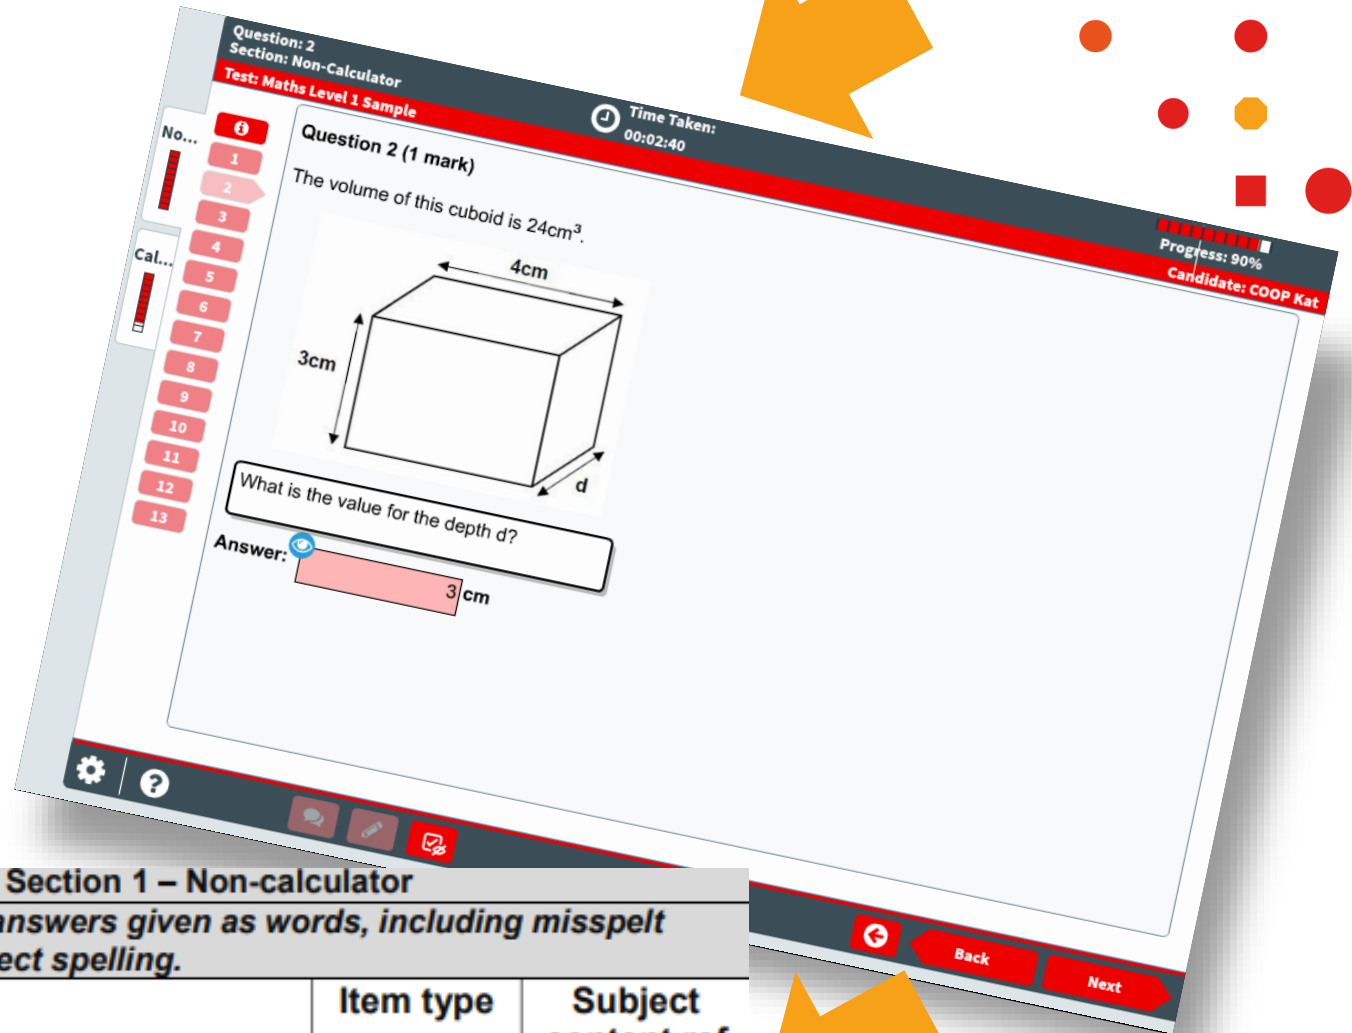 Question: 2
Section: Non-Calculator
Test: Maths Level 1 Sample
Time Taken:
00:02:40
Progress: 90%
Candidate: COOP Kat
No...
Cal...
1
2
3
4
5
6
7
8
9
10
11
12
13
Question 2 (1 mark)
The volume of this cuboid is 24cm³.
4cm
3cm
d
What is the value for the depth d?
Answer:
3 cm
Back
Next
Section 1 – Non-calculator
answers given as words, including misspelt
ect spelling.
Item type
Subject